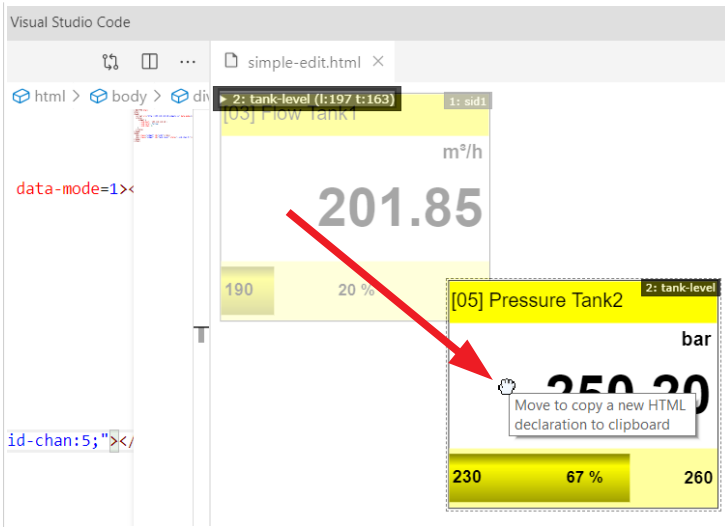 Visual Studio Code
simple-edit.html
html > body >
2: tank-level (l:197 t:163)
1: sid1
[03] Flow Tank1
m³/h
data-mode=1><
201.85
190
20 %
2: tank-level
[05] Pressure Tank2
bar
Move to copy a new HTML
declaration to clipboard
id-chan:5;"></
230
67 %
260